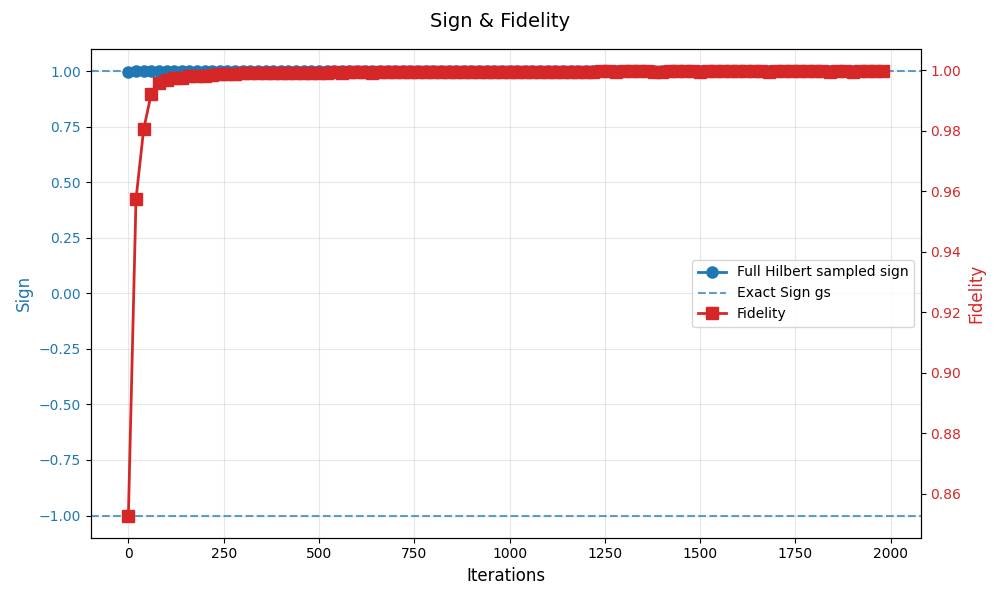 Sign & Fidelity
1.00
0.75
0.50
0.25
0.00
−0.25
−0.50
−0.75
−1.00
Sign
1.00
0.98
0.96
0.94
0.92
0.90
0.88
0.86
Fidelity
Full Hilbert sampled sign
Exact Sign gs
Fidelity
0 250 500 750 1000 1250 1500 1750 2000
Iterations